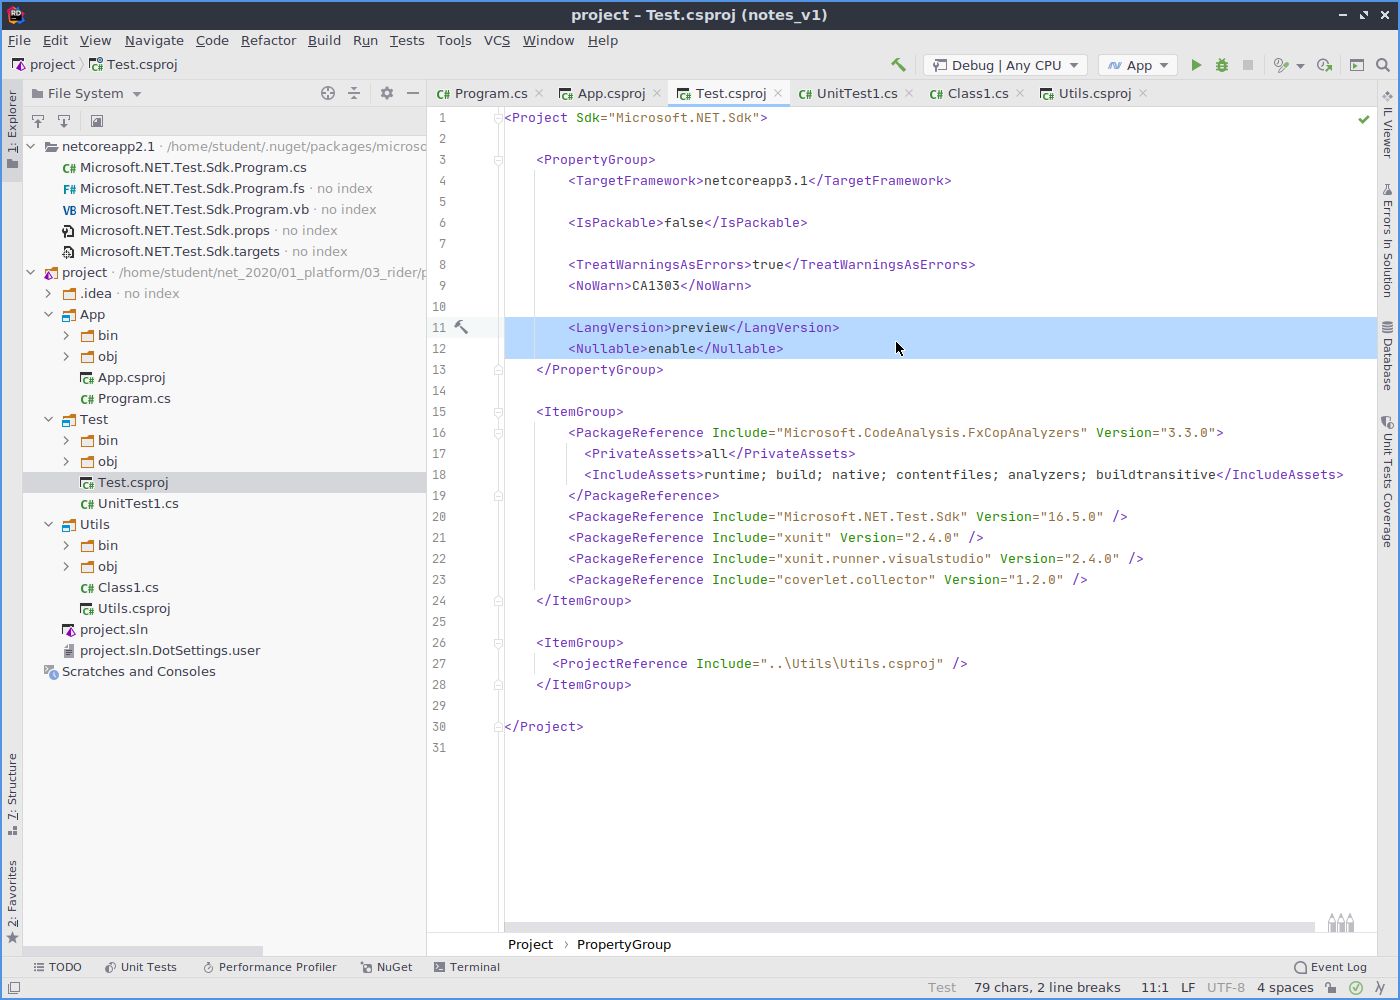 project – Test.csproj (notes_v1)
File Edit View Navigate Code Refactor Build Run Tests Tools VCS Window Help
project Test.csproj Debug | Any CPU App
1: Explorer
File System
Program.cs App.csproj Test.csproj UnitTest1.cs Class1.cs Utils.csproj
netcoreapp2.1 · /home/student/.nuget/packages/microsc
C# Microsoft.NET.Test.Sdk.Program.cs
F# Microsoft.NET.Test.Sdk.Program.fs · no index
VB Microsoft.NET.Test.Sdk.Program.vb · no index
Microsoft.NET.Test.Sdk.props · no index
Microsoft.NET.Test.Sdk.targets · no index
project · /home/student/net_2020/01_platform/03_rider/p
.idea · no index
App
bin
obj
App.csproj
C# Program.cs
Test
bin
obj
Test.csproj
C# UnitTest1.cs
Utils
bin
obj
C# Class1.cs
Utils.csproj
project.sln
project.sln.DotSettings.user
Scratches and Consoles
7: Structure
2: Favorites
1 <Project Sdk="Microsoft.NET.Sdk">
2
3 <PropertyGroup>
4 <TargetFramework>netcoreapp3.1</TargetFramework>
5
6 <IsPackable>false</IsPackable>
7
8 <TreatWarningsAsErrors>true</TreatWarningsAsErrors>
9 <NoWarn>CA1303</NoWarn>
10
11 <LangVersion>preview</LangVersion>
12 <Nullable>enable</Nullable>
13 </PropertyGroup>
14
15 <ItemGroup>
16 <PackageReference Include="Microsoft.CodeAnalysis.FxCopAnalyzers" Version="3.3.0">
17 <PrivateAssets>all</PrivateAssets>
18 <IncludeAssets>runtime; build; native; contentfiles; analyzers; buildtransitive</IncludeAssets>
19 </PackageReference>
20 <PackageReference Include="Microsoft.NET.Test.Sdk" Version="16.5.0" />
21 <PackageReference Include="xunit" Version="2.4.0" />
22 <PackageReference Include="xunit.runner.visualstudio" Version="2.4.0" />
23 <PackageReference Include="coverlet.collector" Version="1.2.0" />
24 </ItemGroup>
25
26 <ItemGroup>
27 <ProjectReference Include="..\Utils\Utils.csproj" />
28 </ItemGroup>
29
30 </Project>
31
IL Viewer
Errors In Solution
Database
Unit Tests Coverage
Project › PropertyGroup
TODO Unit Tests Performance Profiler NuGet Terminal Event Log
Test 79 chars, 2 line breaks 11:1 LF UTF-8 4 spaces